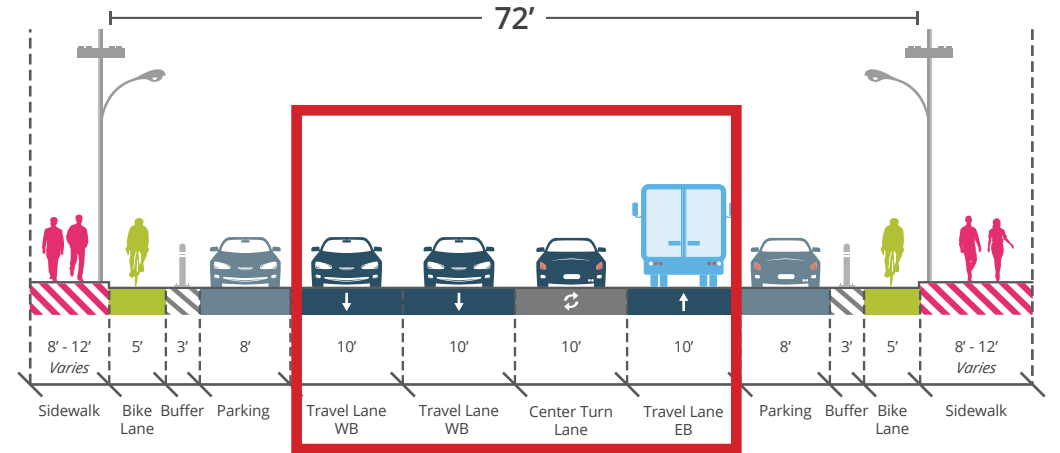 72’
8’ - 12’ 5’ 3’ 8’ 10’ 10’ 10’ 10’ 8’ 3’ 5’ 8’ - 12’
Varies Varies
Sidewalk Bike Buffer Parking Travel Lane Travel Lane Center Turn Travel Lane Parking Buffer Bike Sidewalk
Lane WB WB Lane EB Lane